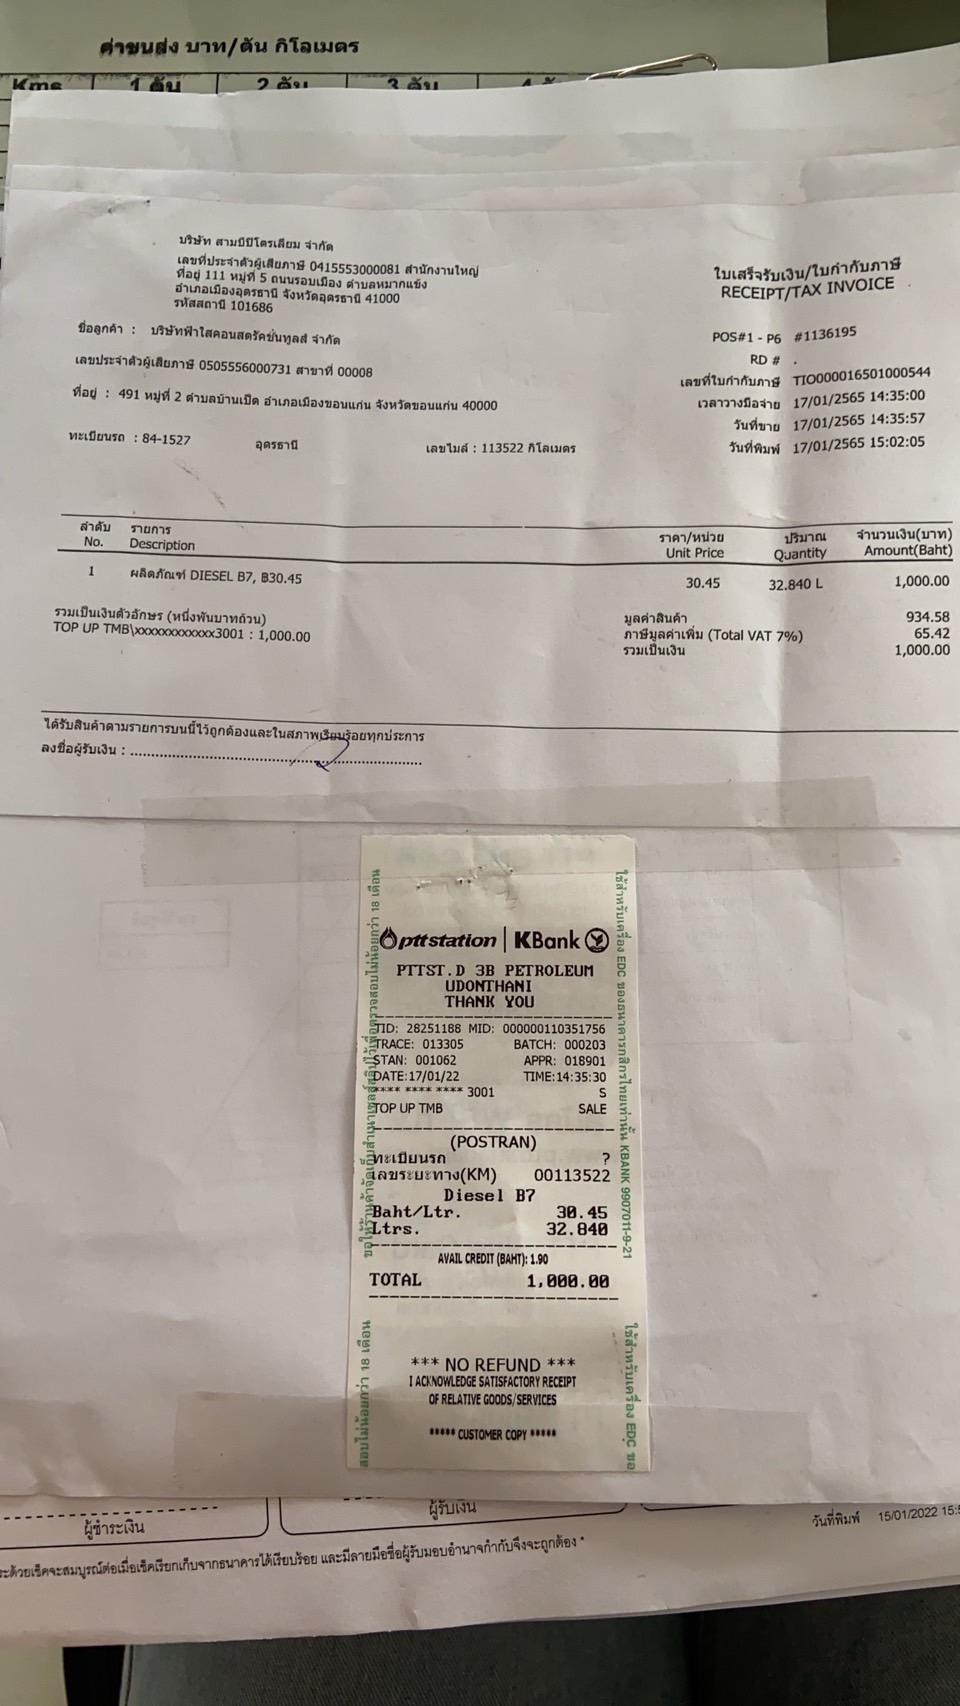 ค่าขนส่ง บาท/ตัน กิโลเมตร
Kms 1 ตัน 2 ตัน 3 ตัน 4
บริษัท สามบีปิโตรเลียม จำกัด
เลขที่ประจำตัวผู้เสียภาษี 0415553000081 สำนักงานใหญ่
ที่อยู่ 111 หมู่ที่ 5 ถนนรอบเมือง ตำบลหมากแข้ง
อำเภอเมืองอุดรธานี จังหวัดอุดรธานี 41000
รหัสสถานี 101686
ใบเสร็จรับเงิน/ใบกำกับภาษี
RECEIPT/TAX INVOICE
ชื่อลูกค้า : บริษัทฟ้าใสคอนสตรัคชั่นทูลส์ จำกัด
เลขประจำตัวผู้เสียภาษี 0505556000731 สาขาที่ 00008
ที่อยู่ : 491 หมู่ที่ 2 ตำบลบ้านเป็ด อำเภอเมืองขอนแก่น จังหวัดขอนแก่น 40000
ทะเบียนรถ : 84-1527 อุดรธานี เลขไมล์ : 113522 กิโลเมตร
POS#1 - P6 #1136195
RD # .
เลขที่ใบกำกับภาษี TIO000016501000544
เวลาวางมือจ่าย 17/01/2565 14:35:00
วันที่ขาย 17/01/2565 14:35:57
วันที่พิมพ์ 17/01/2565 15:02:05
ลำดับ รายการ ราคา/หน่วย ปริมาณ จำนวนเงิน(บาท)
No. Description Unit Price Quantity Amount(Baht)
1 ผลิตภัณฑ์ DIESEL B7, ฿30.45 30.45 32.840 L 1,000.00
รวมเป็นเงินตัวอักษร (หนึ่งพันบาทถ้วน) มูลค่าสินค้า 934.58
TOP UP TMB\xxxxxxxxxxxx3001 : 1,000.00 ภาษีมูลค่าเพิ่ม (Total VAT 7%) 65.42
รวมเป็นเงิน 1,000.00
ได้รับสินค้าตามรายการบนนี้ไว้ถูกต้องและในสภาพเรียบร้อยทุกประการ
ลงชื่อผู้รับเงิน :
pttstation | KBank
PTTST.D 3B PETROLEUM
UDONTHANI
THANK YOU
TID: 28251188 MID: 000000110351756
TRACE: 013305 BATCH: 000203
STAN: 001062 APPR: 018901
DATE:17/01/22 TIME:14:35:30
**** **** **** 3001 S
TOP UP TMB SALE
(POSTRAN)
ทะเบียนรถ ?
เลขระยะทาง(KM) 00113522
Diesel B7
Baht/Ltr. 30.45
Ltrs. 32.840
AVAIL CREDIT (BAHT): 1.90
TOTAL 1,000.00
*** NO REFUND ***
I ACKNOWLEDGE SATISFACTORY RECEIPT
OF RELATIVE GOODS/SERVICES
***** CUSTOMER COPY *****
ใช้สำหรับเครื่อง EDC ของธนาคารกสิกรไทยเท่านั้น KBANK 9907011-9-21
ใช้สำหรับเครื่อง EDC ขอ
สอบไม่น้อยกว่า 18 เดือน
ผู้ชำระเงิน
ผู้รับเงิน
วันที่พิมพ์ 15/01/2022 15:5
ระด้วยเช็คจะสมบูรณ์ต่อเมื่อเช็คเรียกเก็บจากธนาคารได้เรียบร้อย และมีลายมือชื่อผู้รับมอบอำนาจกำกับจึงจะถูกต้อง